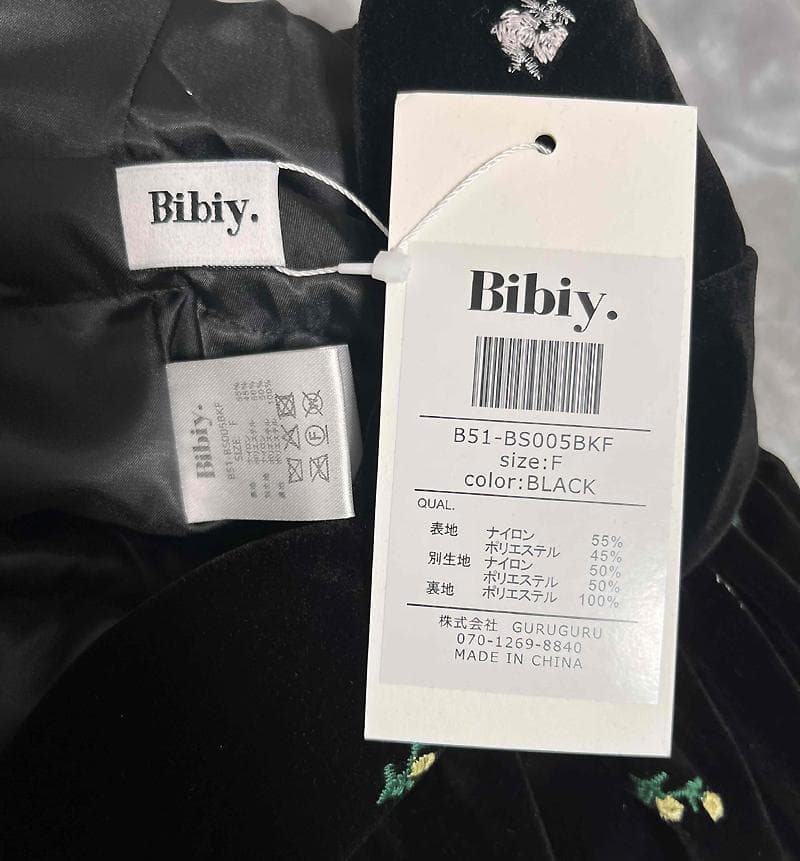 Bibiy.
Bibiy.
B51-BS005BKF
SIZE F
Bibiy.
B51-BS005BKF
size:F
color:BLACK
QUAL.
表地 ナイロン 55%
ポリエステル 45%
別生地 ナイロン 50%
ポリエステル 50%
裏地 ポリエステル 100%
株式会社 GURUGURU
070-1269-8840
MADE IN CHINA